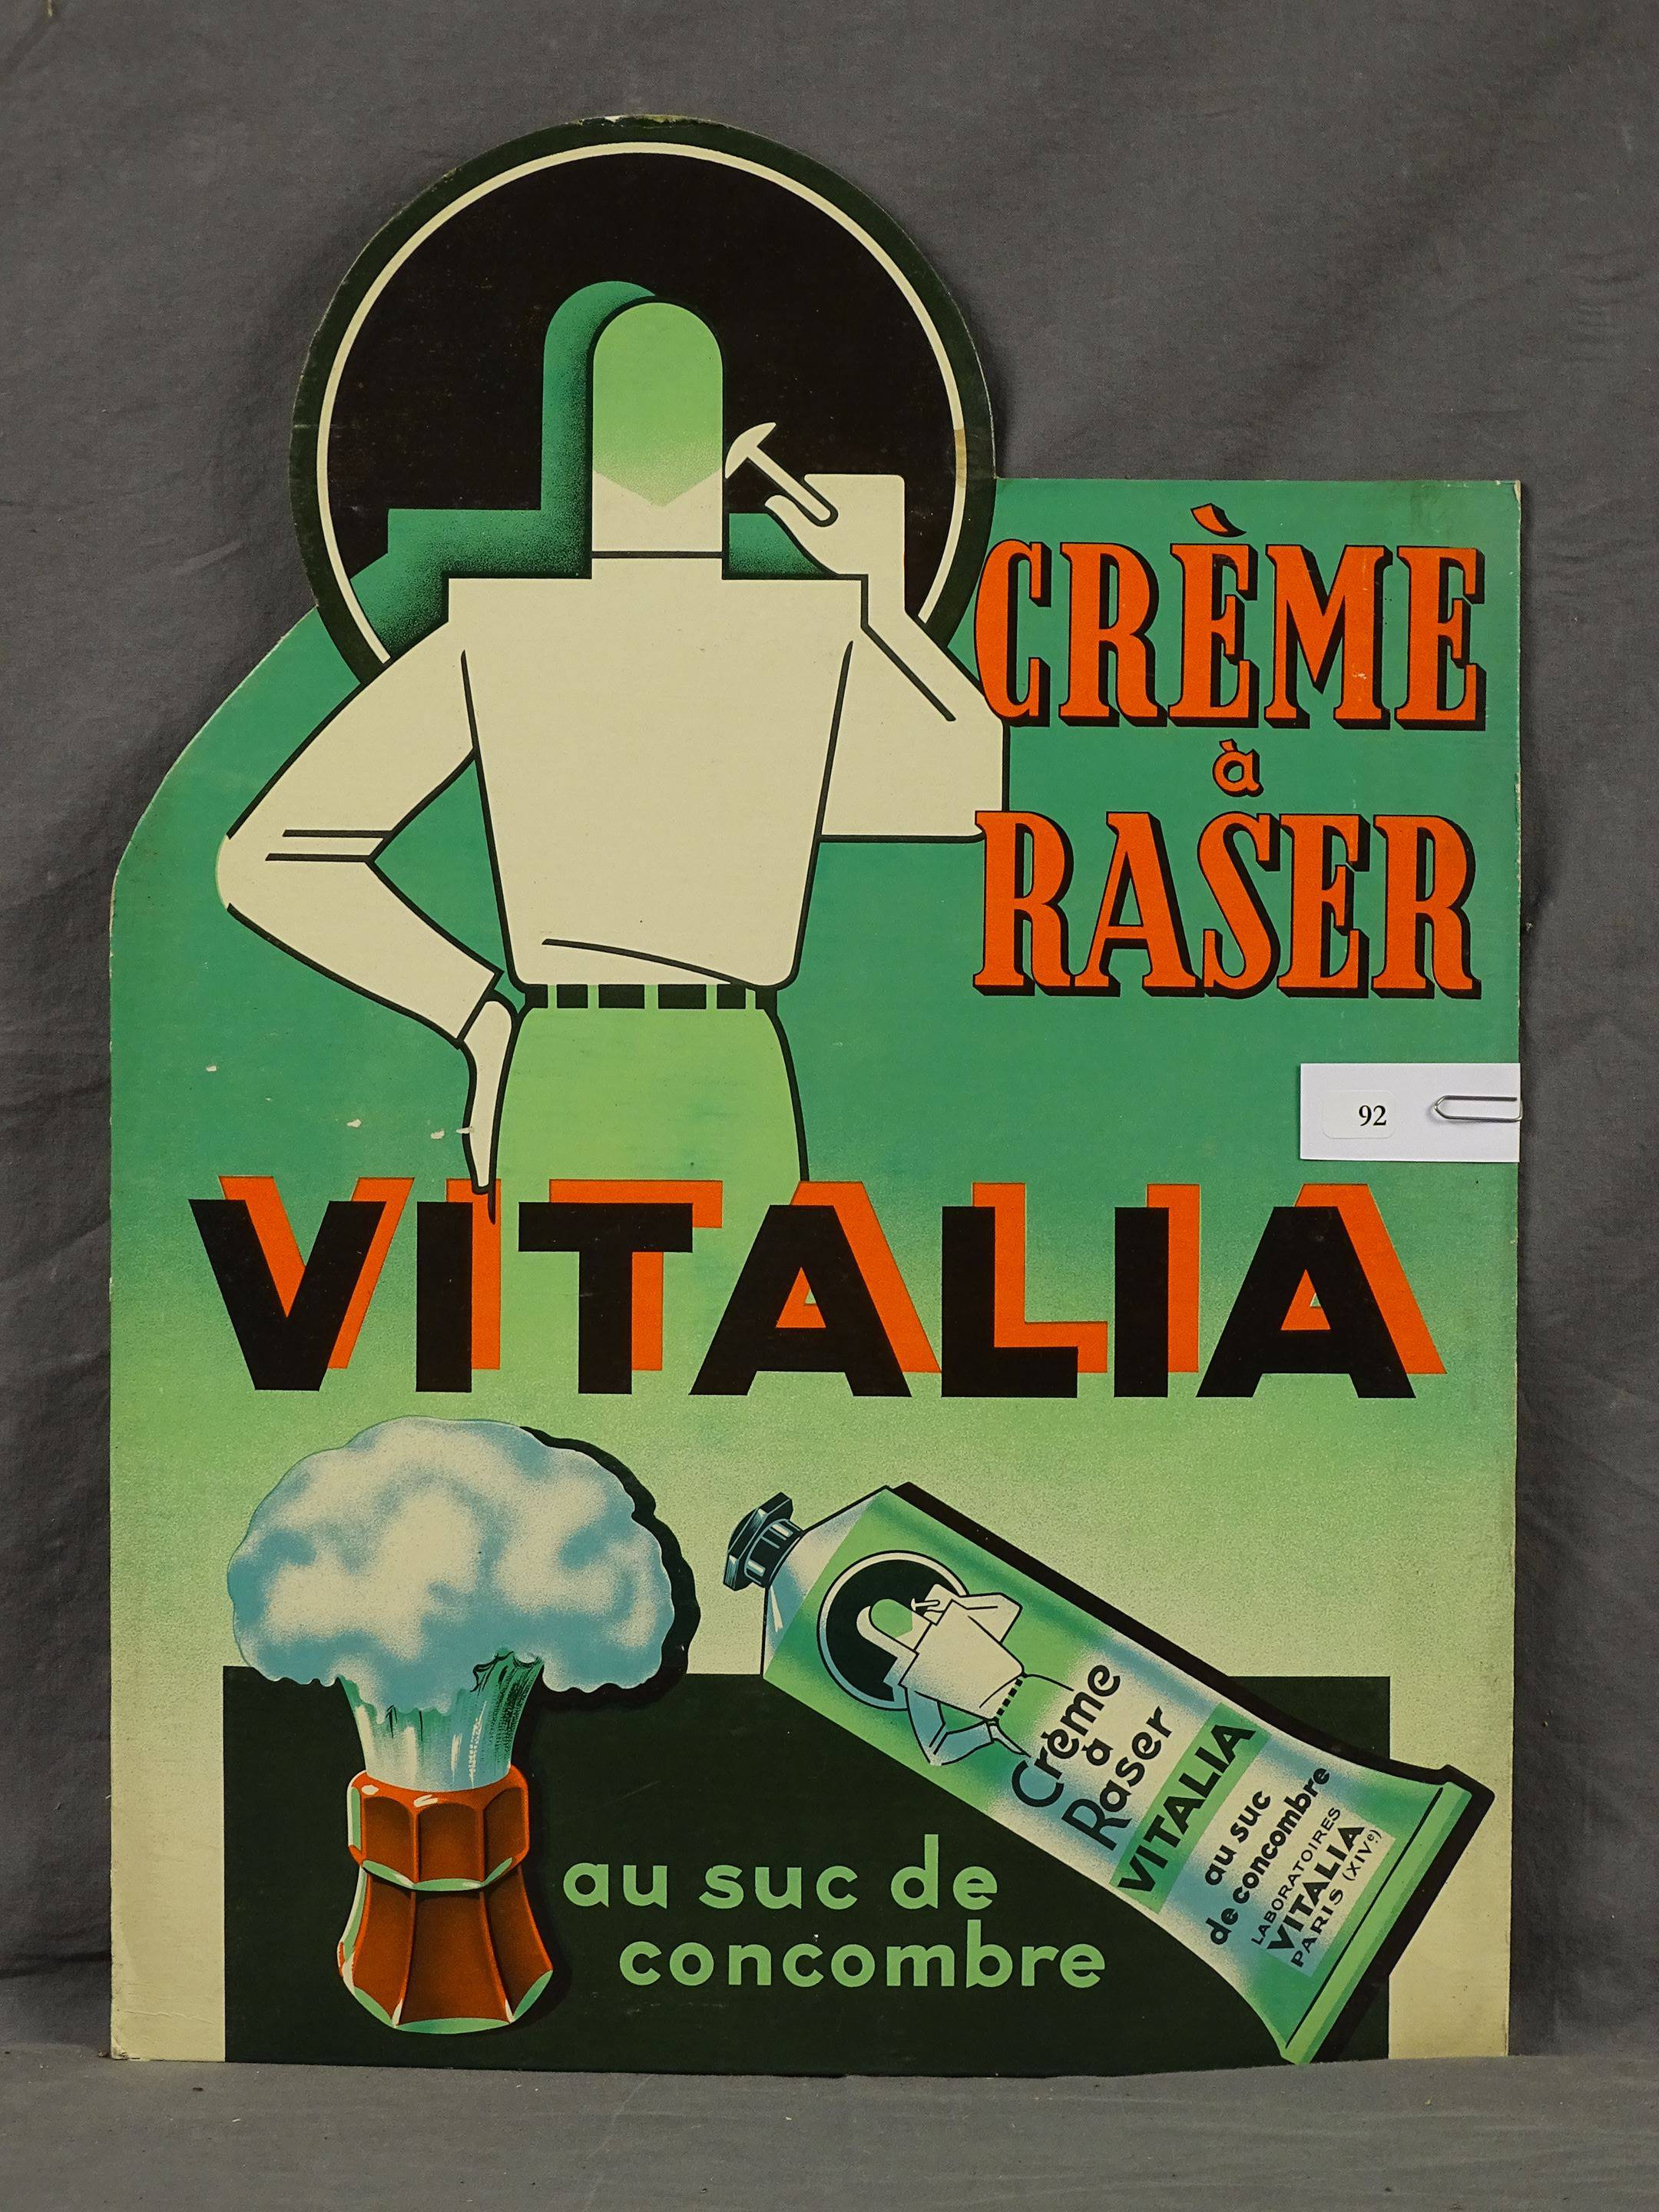 CRÈME
à
RASER
92
VITALIA
au suc de
concombre
Crème
à
Raser
VITALIA
au suc
de concombre
LABORATOIRES
VITALIA
PARIS (XIVe)